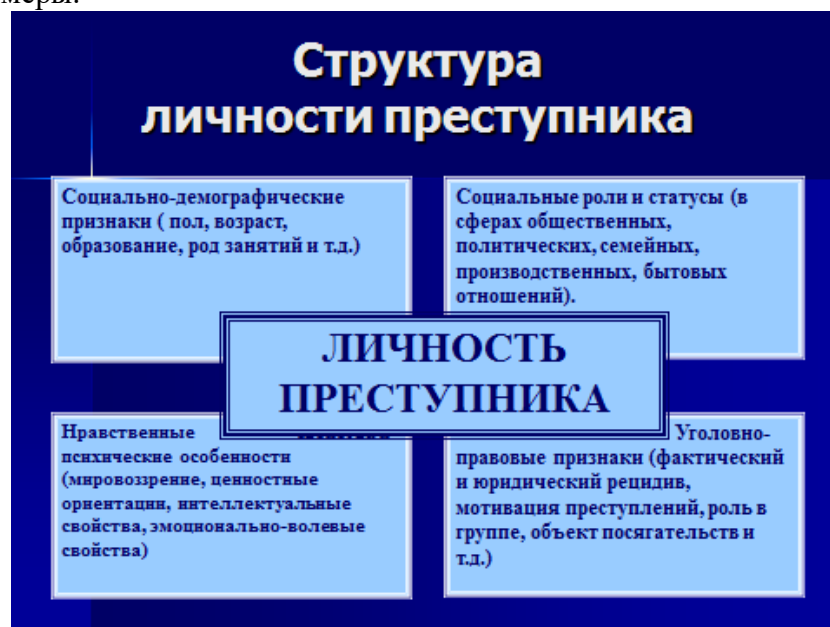 меры.
Структура
личности преступника
Социально-демографические
признаки ( пол, возраст,
образование, род занятий и т.д.)
Социальные роли и статусы (в
сферах общественных,
политических, семейных,
производственных, бытовых
отношений).
ЛИЧНОСТЬ
ПРЕСТУПНИКА
Нравственные
психические особенности
(мировоззрение, ценностные
ориентации, интеллектуальные
свойства, эмоционально-волевые
свойства)
Уголовно-
правовые признаки (фактический
и юридический рецидив,
мотивация преступлений, роль в
группе, объект посягательств и
т.д.)